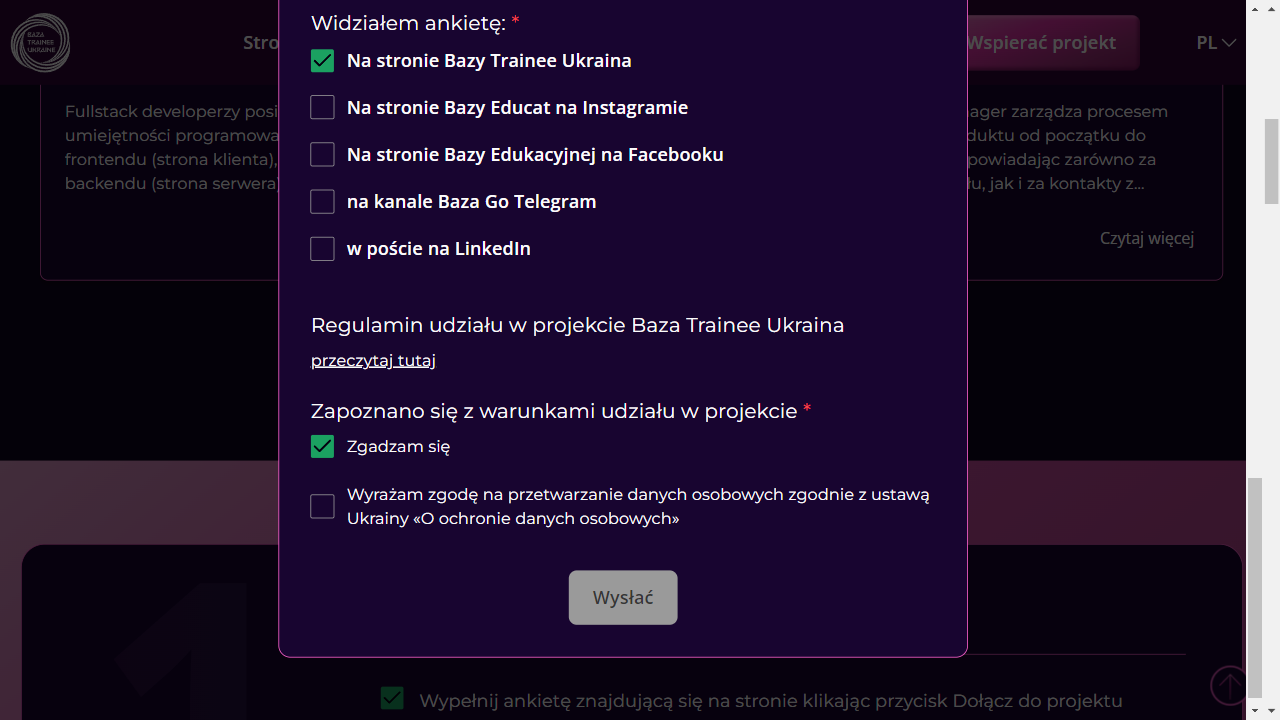 BAZA
TRAINEE
UKRAINE
Stro
Wspierać projekt
PL
Widziałem ankietę: *
Na stronie Bazy Trainee Ukraina
Na stronie Bazy Educat na Instagramie
Na stronie Bazy Edukacyjnej na Facebooku
na kanale Baza Go Telegram
w poście na LinkedIn
Regulamin udziału w projekcie Baza Trainee Ukraina
przeczytaj tutaj
Zapoznano się z warunkami udziału w projekcie *
Zgadzam się
Wyrażam zgodę na przetwarzanie danych osobowych zgodnie z ustawą
Ukrainy «O ochronie danych osobowych»
Wysłać
Fullstack developerzy posi
umiejętności programowa
frontendu (strona klienta),
backendu (strona serwera)
ager zarządza procesem
duktu od początku do
powiadając zarówno za
łu, jak i za kontakty z...
Czytaj więcej
1
Wypełnij ankietę znajdującą się na stronie klikając przycisk Dołącz do projektu